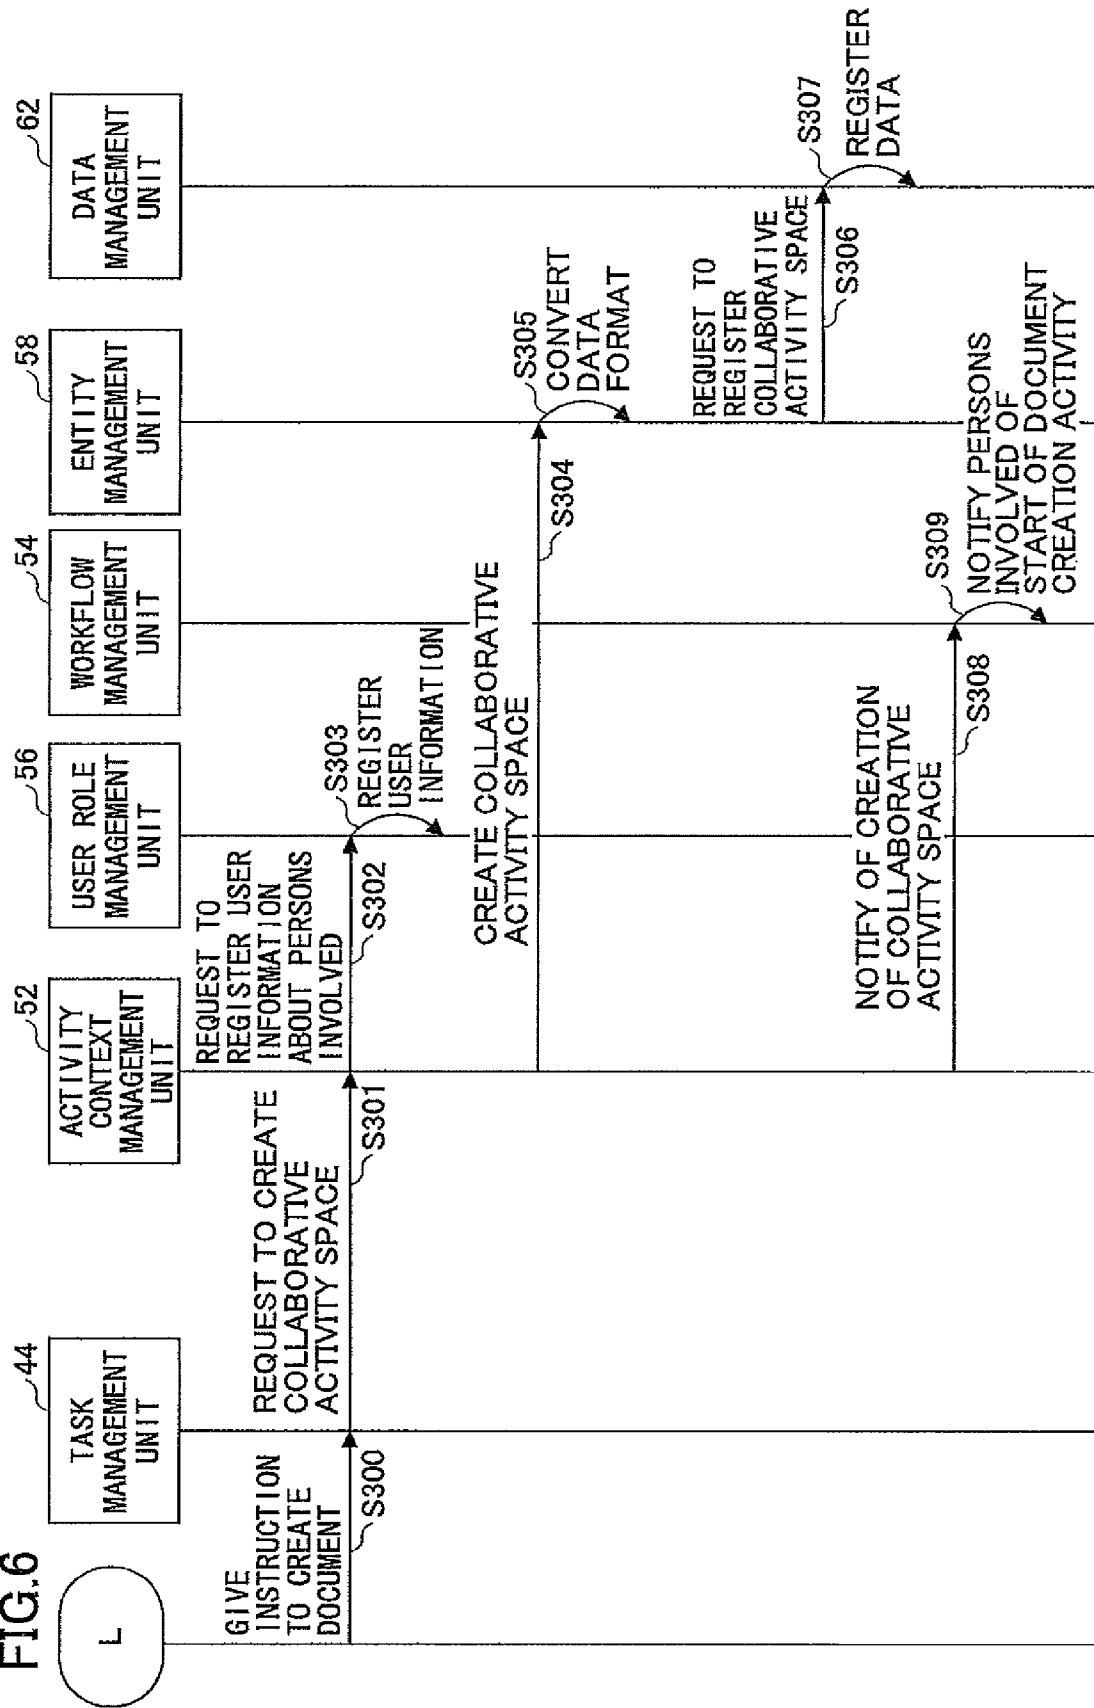 FIG.6
L
44
TASK
MANAGEMENT
UNIT
52
ACTIVITY
CONTEXT
MANAGEMENT
UNIT
56
USER ROLE
MANAGEMENT
UNIT
54
WORKFLOW
MANAGEMENT
UNIT
58
ENTITY
MANAGEMENT
UNIT
62
DATA
MANAGEMENT
UNIT
GIVE
INSTRUCTION
TO CREATE
DOCUMENT
S300
REQUEST TO CREATE
COLLABORATIVE
ACTIVITY SPACE
S301
REQUEST TO
REGISTER USER
INFORMATION
ABOUT PERSONS
INVOLVED
S302
S303
REGISTER
USER
INFORMATION
CREATE COLLABORATIVE
ACTIVITY SPACE
S304
S305
CONVERT
DATA
FORMAT
REQUEST TO
REGISTER
COLLABORATIVE
ACTIVITY SPACE
S306
S307
REGISTER
DATA
NOTIFY OF CREATION
OF COLLABORATIVE
ACTIVITY SPACE
S308
S309
NOTIFY PERSONS
INVOLVED OF
START OF DOCUMENT
CREATION ACTIVITY